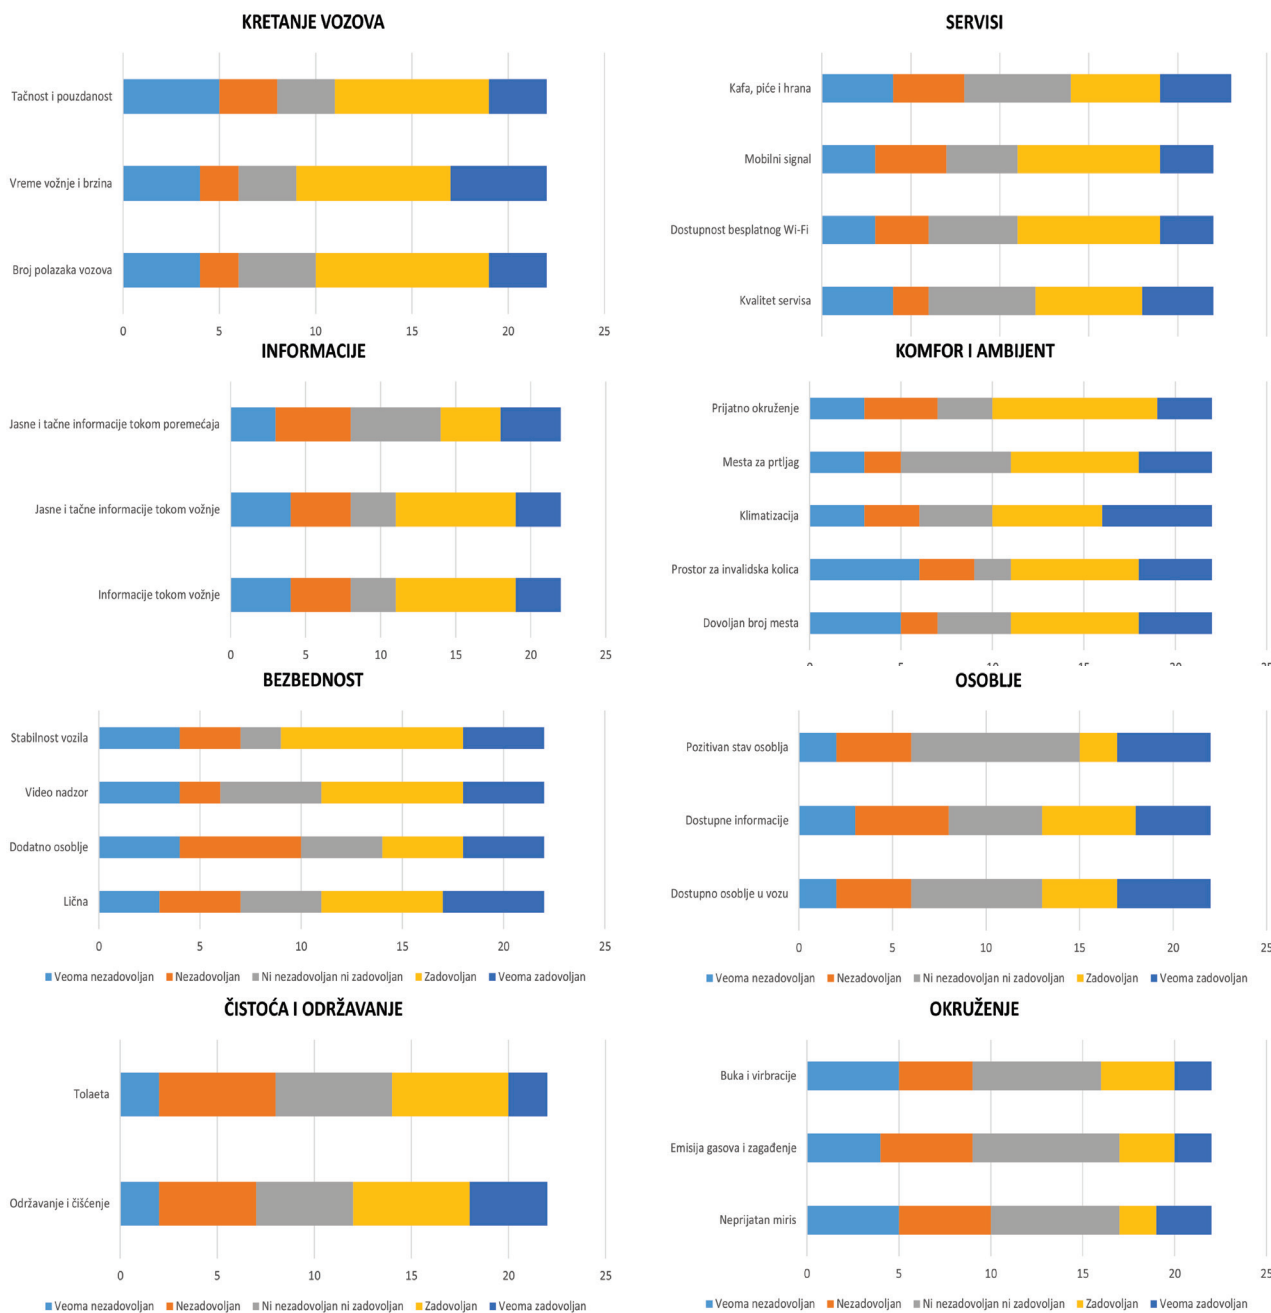 KRETANJE VOZOVA
Tačnost i pouzdanost
Vreme vožnje i brzina
Broj polazaka vozova
0 5 10 15 20 25
SERVISI
Kafa, piće i hrana
Mobilni signal
Dostupnost besplatnog Wi-Fi
Kvalitet servisa
INFORMACIJE
Jasne i tačne informacije tokom poremećaja
Jasne i tačne informacije tokom vožnje
Informacije tokom vožnje
0 5 10 15 20 25
KOMFOR I AMBIJENT
Prijatno okruženje
Mesta za prtljag
Klimatizacija
Prostor za invalidska kolica
Dovoljan broj mesta
0 5 10 15 20 25
BEZBEDNOST
Stabilnost vozila
Video nadzor
Dodatno osoblje
Lična
0 5 10 15 20 25
Veoma nezadovoljan Nezadovoljan Ni nezadovoljan ni zadovoljan Zadovoljan Veoma zadovoljan
OSOBLJE
Pozitivan stav osoblja
Dostupne informacije
Dostupno osoblje u vozu
0 5 10 15 20 25
Veoma nezadovoljan Nezadovoljan Ni nezadovoljan ni zadovoljan Zadovoljan Veoma zadovoljan
ČISTOĆA I ODRŽAVANJE
Tolaeta
Održavanje i čišćenje
0 5 10 15 20 25
Veoma nezadovoljan Nezadovoljan Ni nezadovoljan ni zadovoljan Zadovoljan Veoma zadovoljan
OKRUŽENJE
Buka i virbracije
Emisija gasova i zagađenje
Neprijatan miris
0 5 10 15 20 25
Veoma nezadovoljan Nezadovoljan Ni nezadovoljan ni zadovoljan Zadovoljan Veoma zadovoljan